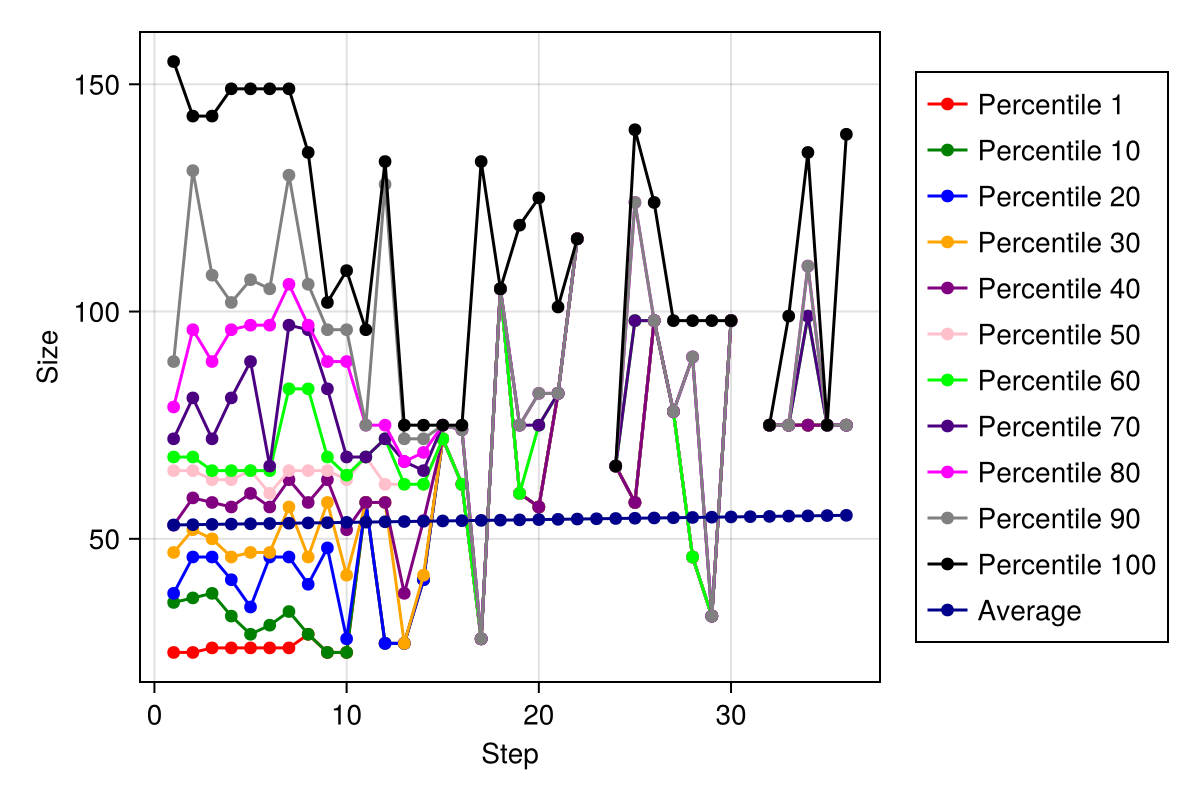 150
100
50
Size
0
10
20
30
Step
Percentile 1
Percentile 10
Percentile 20
Percentile 30
Percentile 40
Percentile 50
Percentile 60
Percentile 70
Percentile 80
Percentile 90
Percentile 100
Average